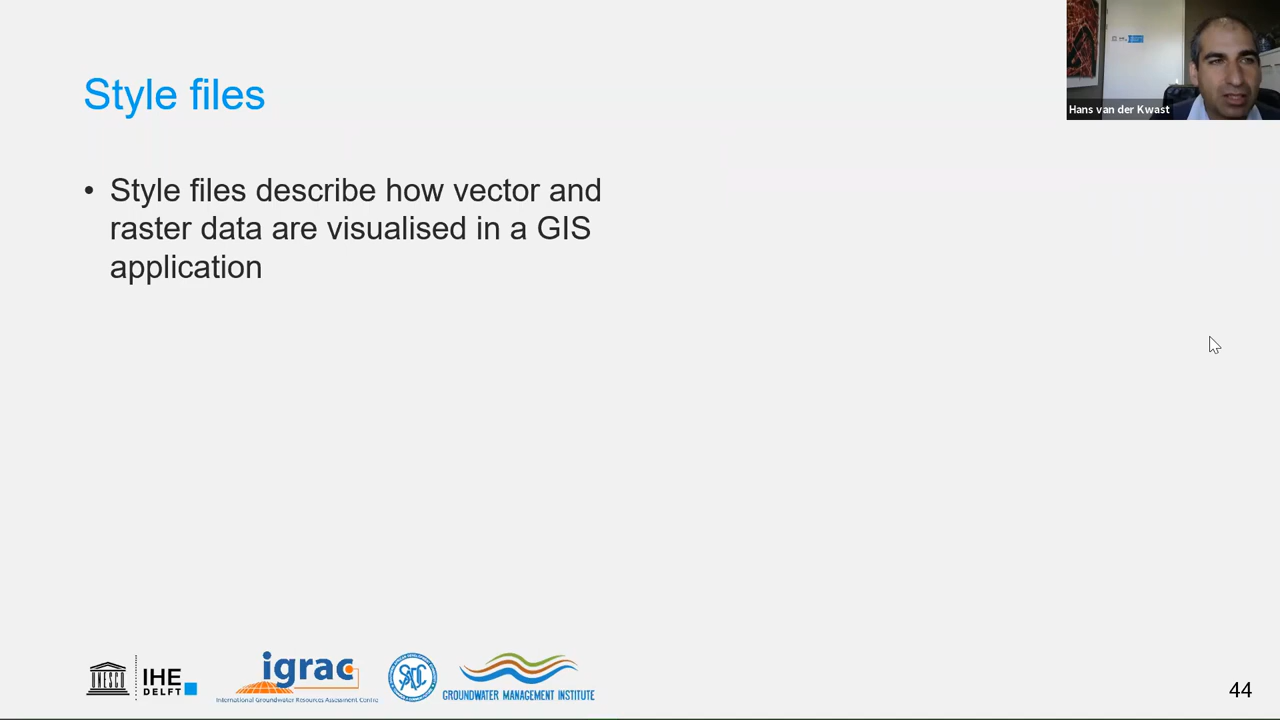 Style files
Hans van der Kwast
• Style files describe how vector and
raster data are visualised in a GIS
application
UNESCO
IHE
DELFT
igrac
International Groundwater Resources Assessment Centre
GROUNDWATER MANAGEMENT INSTITUTE
44